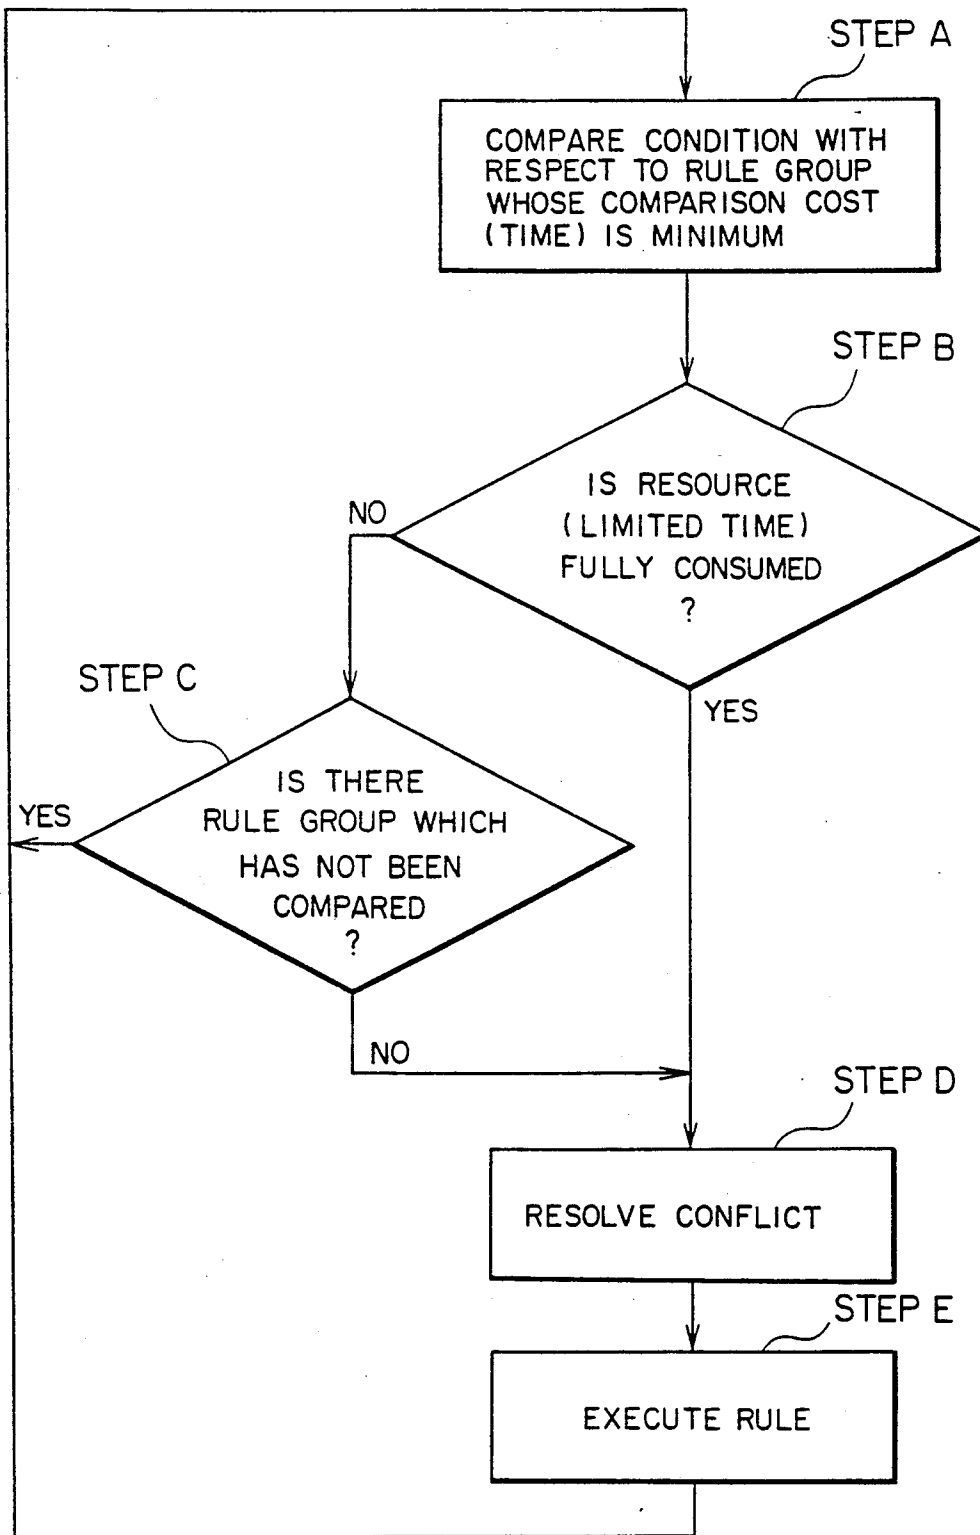 STEP A
COMPARE CONDITION WITH
RESPECT TO RULE GROUP
WHOSE COMPARISON COST
(TIME) IS MINIMUM
STEP B
IS RESOURCE
(LIMITED TIME)
FULLY CONSUMED
?
NO
YES
STEP C
IS THERE
RULE GROUP WHICH
HAS NOT BEEN
COMPARED
?
YES
NO
STEP D
RESOLVE CONFLICT
STEP E
EXECUTE RULE